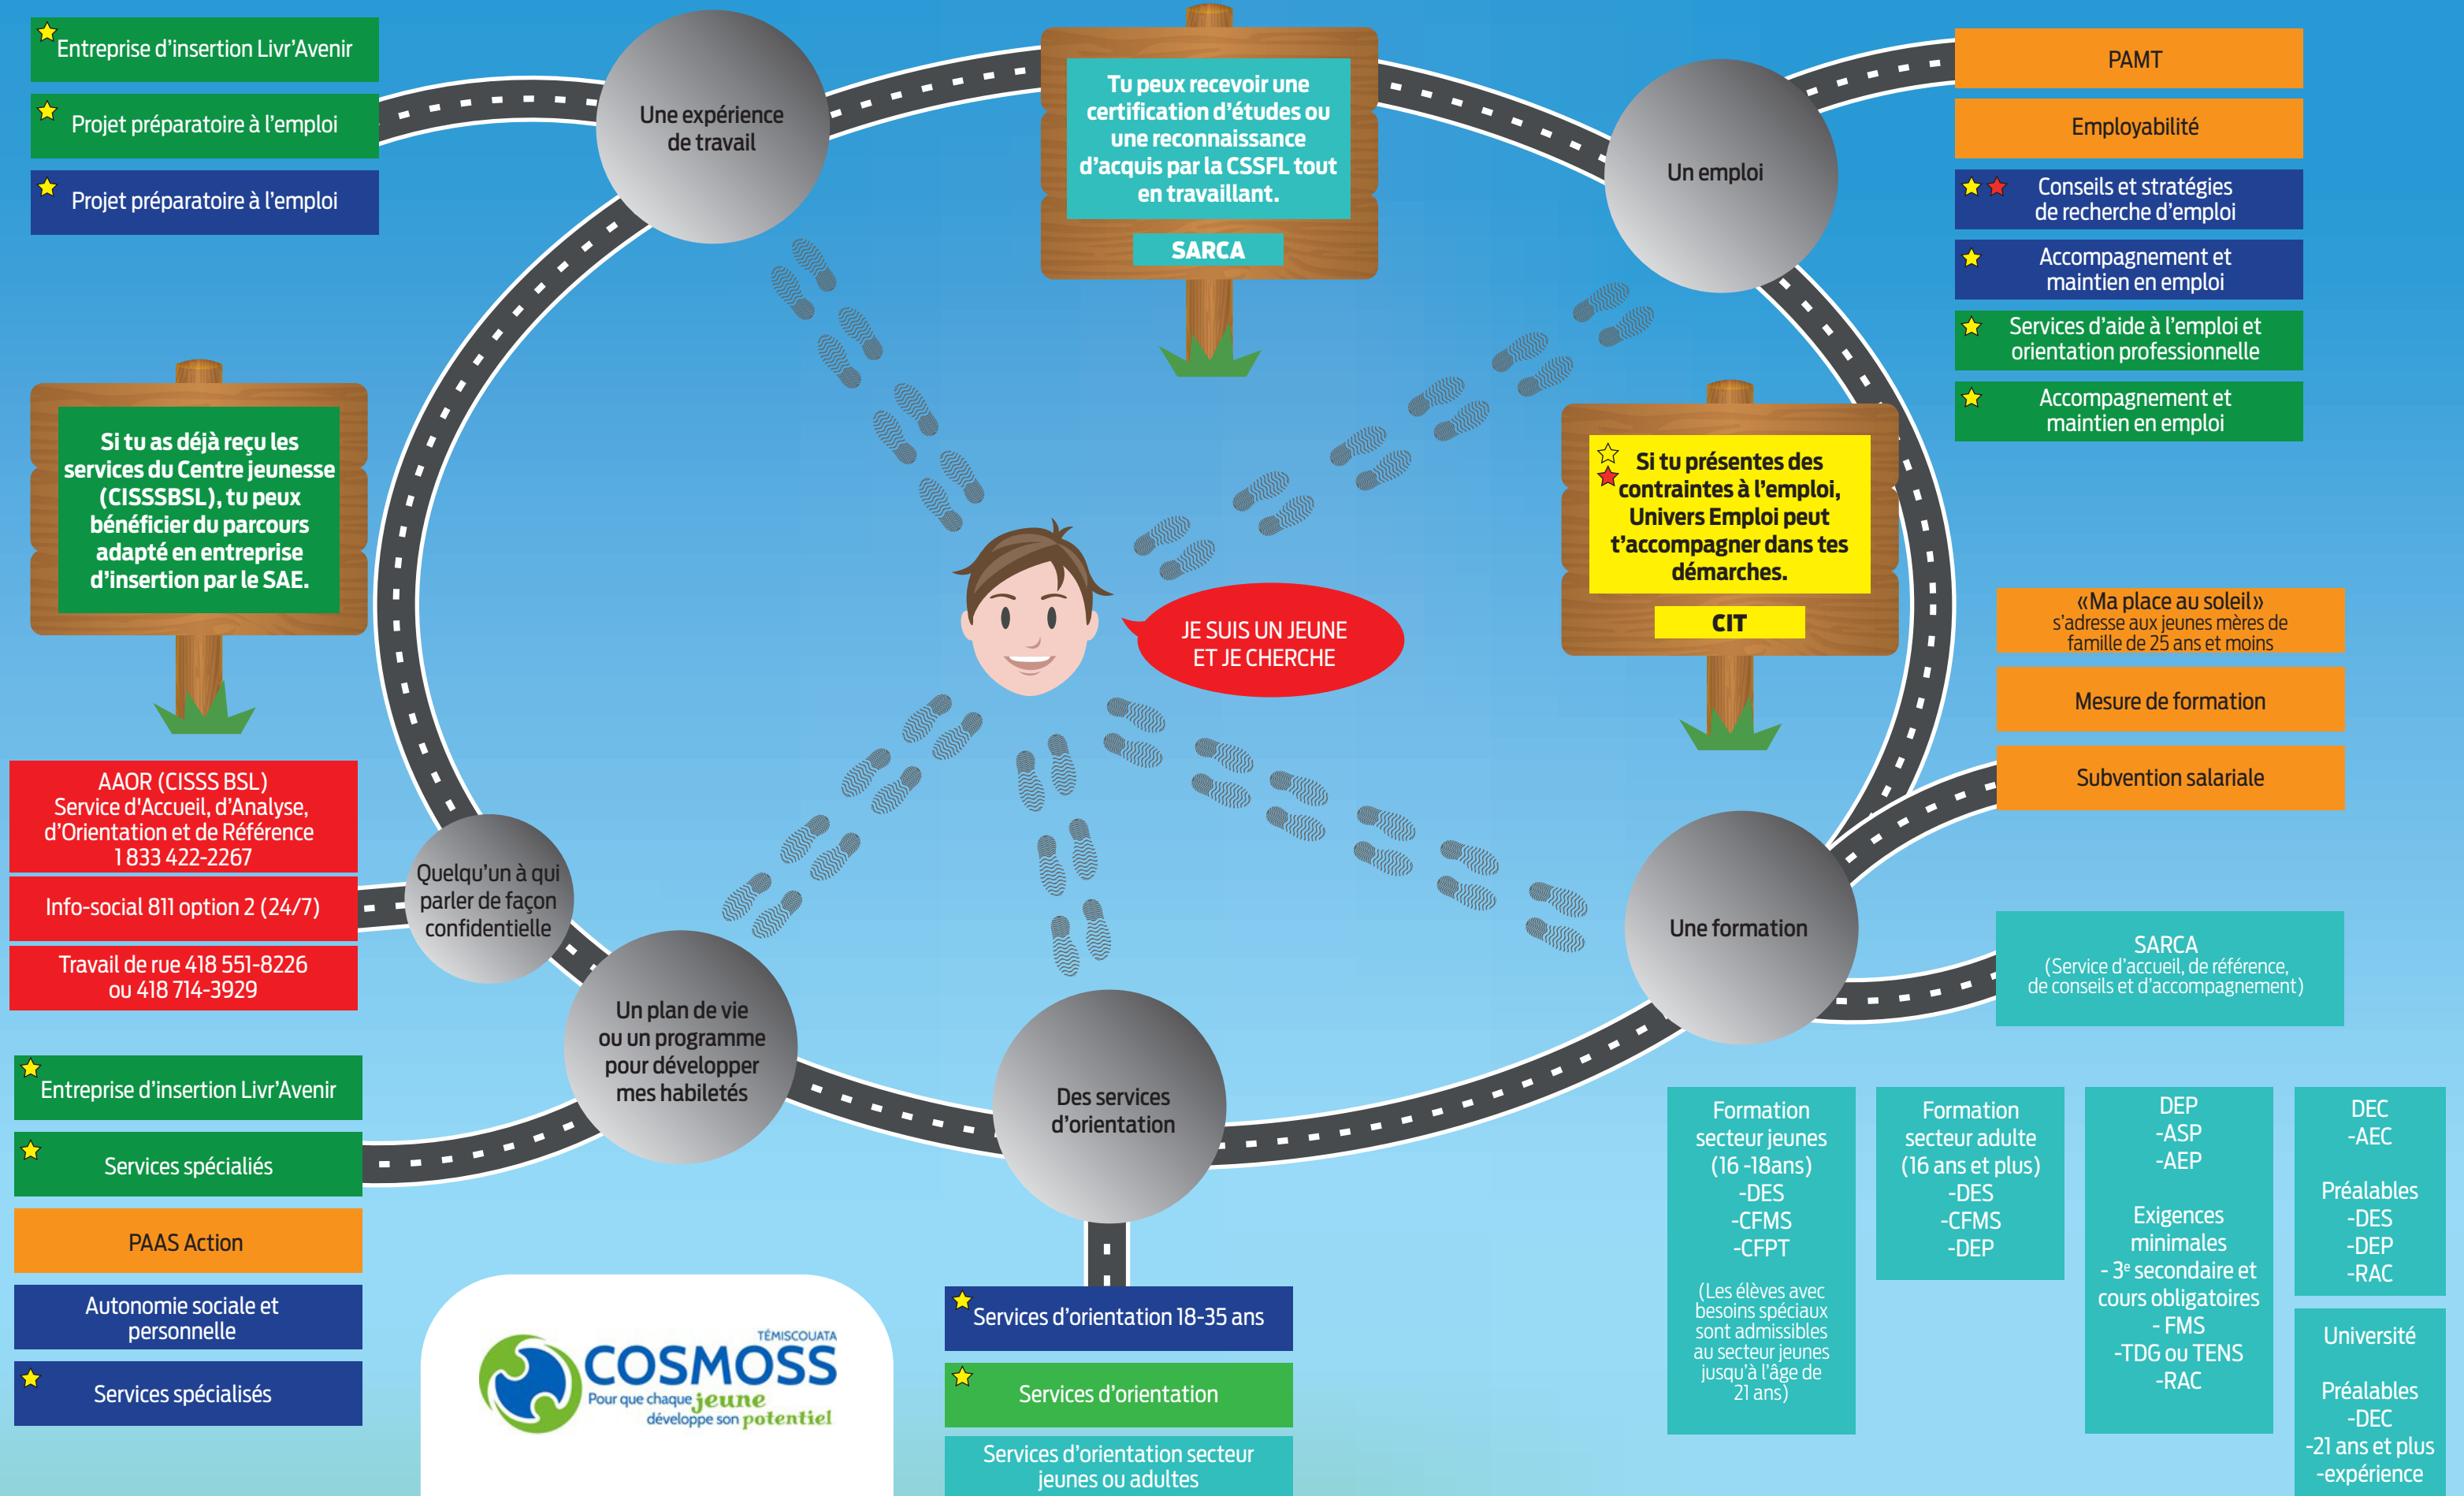 Entreprise d'insertion Livr'Avenir
Projet préparatoire à l'emploi
Projet préparatoire à l'emploi
Une expérience
de travail
Tu peux recevoir une
certification d'études ou
une reconnaissance
d'acquis par la CSSFL tout
en travaillant.
SARCA
Un emploi
PAMT
Employabilité
Conseils et stratégies
de recherche d'emploi
Accompagnement et
maintien en emploi
Services d'aide à l'emploi et
orientation professionnelle
Accompagnement et
maintien en emploi
Si tu as déjà reçu les
services du Centre jeunesse
(CISSSBSL), tu peux
bénéficier du parcours
adapté en entreprise
d'insertion par le SAE.
Si tu présentes des
contraintes à l'emploi,
Univers Emploi peut
t'accompagner dans tes
démarches.
CIT
JE SUIS UN JEUNE
ET JE CHERCHE
«Ma place au soleil»
s'adresse aux jeunes mères de
famille de 25 ans et moins
Mesure de formation
Subvention salariale
AAOR (CISSS BSL)
Service d'Accueil, d'Analyse,
d'Orientation et de Référence
1 833 422-2267
Info-social 811 option 2 (24/7)
Travail de rue 418 551-8226
ou 418 714-3929
Quelqu'un à qui
parler de façon
confidentielle
Une formation
SARCA
(Service d'accueil, de référence,
de conseils et d'accompagnement)
Un plan de vie
ou un programme
pour développer
mes habiletés
Des services
d'orientation
Entreprise d'insertion Livr'Avenir
Services spécialiés
PAAS Action
Autonomie sociale et
personnelle
Services spécialisés
TÉMISCOUATA
COSMOSS
Pour que chaque jeune
développe son potentiel
Services d'orientation 18-35 ans
Services d'orientation
Services d'orientation secteur
jeunes ou adultes
Formation
secteur jeunes
(16 -18ans)
-DES
-CFMS
-CFPT
(Les élèves avec
besoins spéciaux
sont admissibles
au secteur jeunes
jusqu'à l'âge de
21 ans)
Formation
secteur adulte
(16 ans et plus)
-DES
-CFMS
-DEP
DEP
-ASP
-AEP
Exigences
minimales
- 3e secondaire et
cours obligatoires
- FMS
-TDG ou TENS
-RAC
DEC
-AEC
Préalables
-DES
-DEP
-RAC
Université
Préalables
-DEC
-21 ans et plus
-expérience